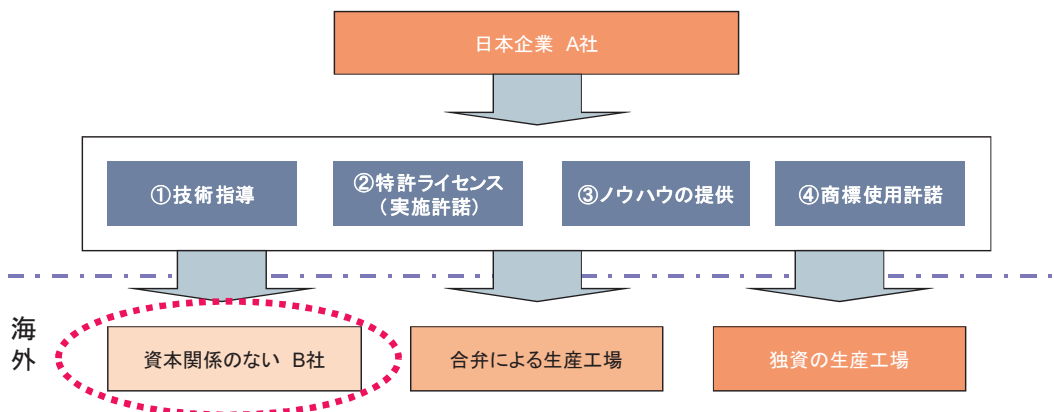 日本企業 A社
①技術指導
②特許ライセンス
（実施許諾）
③ノウハウの提供
④商標使用許諾
海
外
資本関係のない B社
合弁による生産工場
独資の生産工場